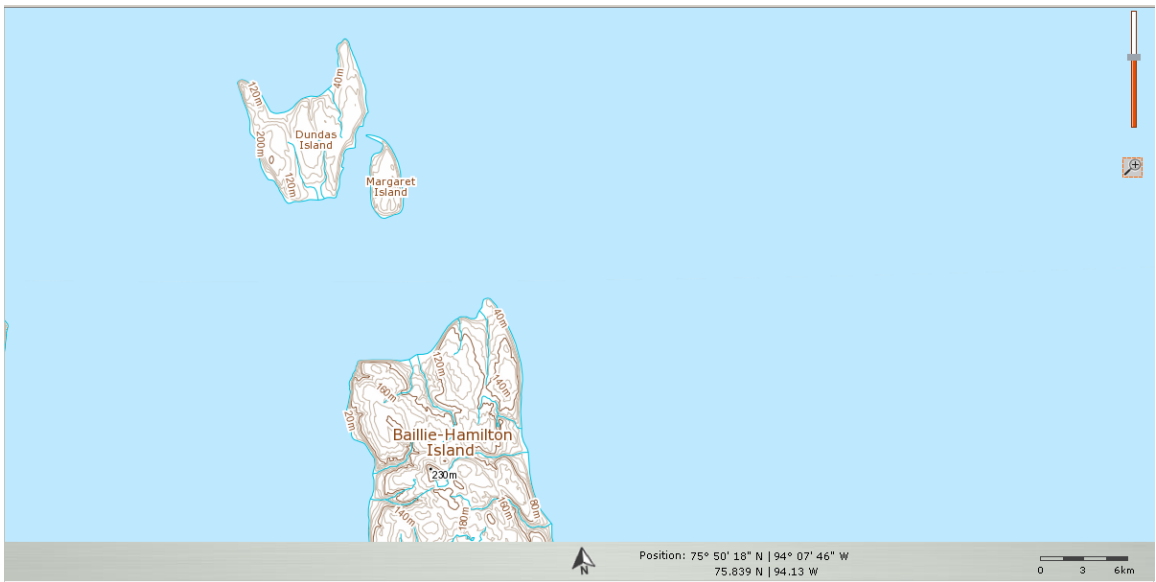 40m
120m
Dundas
Island
200m
Margaret
Island
120m
40m
120m
140m
160m
20m
Baillie-Hamilton
Island
230m
80m
160m
140m
180m
N
Position: 75° 50' 18" N | 94° 07' 46" W
75.839 N | 94.13 W
0 3 6km